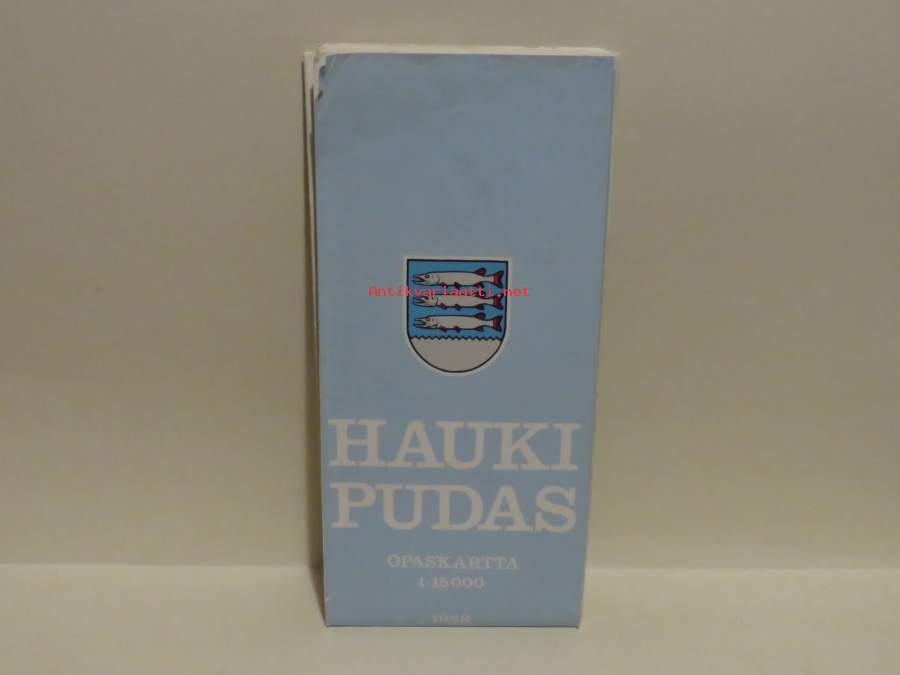 Antikvariaatti.net
HAUKI
PUDAS
OPASKARTTA
1:15000